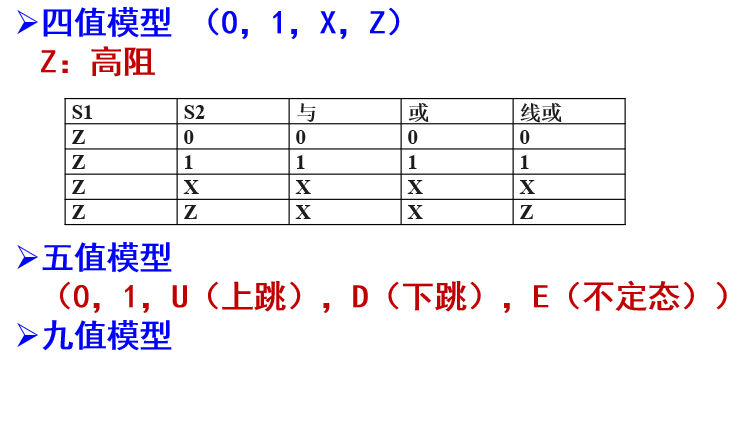 ➢四值模型 （0，1，X，Z）
Z：高阻
S1 S2 与 或 线或
Z 0 0 0 0
Z 1 1 1 1
Z X X X X
Z Z X X Z
➢五值模型
（0，1，U（上跳），D（下跳），E（不定态））
➢九值模型